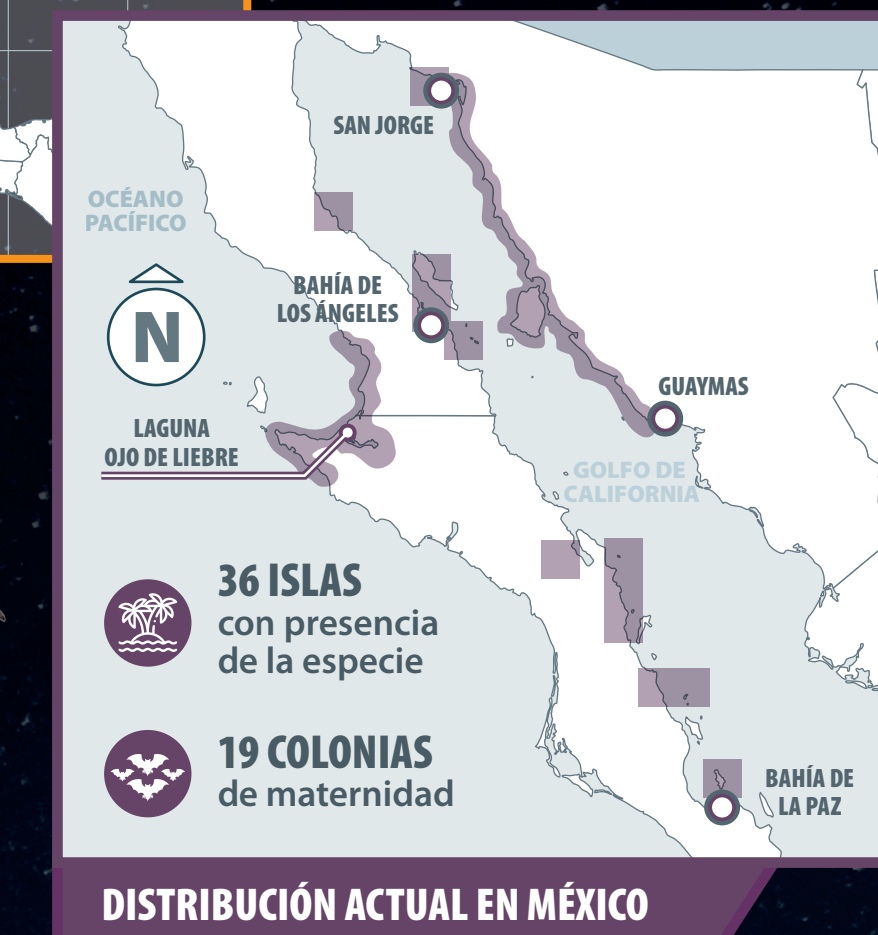 SAN JORGE
OCÉANO
PACÍFICO
BAHÍA DE
LOS ÁNGELES
N
GUAYMAS
LAGUNA
OJO DE LIEBRE
GOLFO DE
CALIFORNIA
36 ISLAS
con presencia
de la especie
19 COLONIAS
de maternidad
BAHÍA DE
LA PAZ
DISTRIBUCIÓN ACTUAL EN MÉXICO